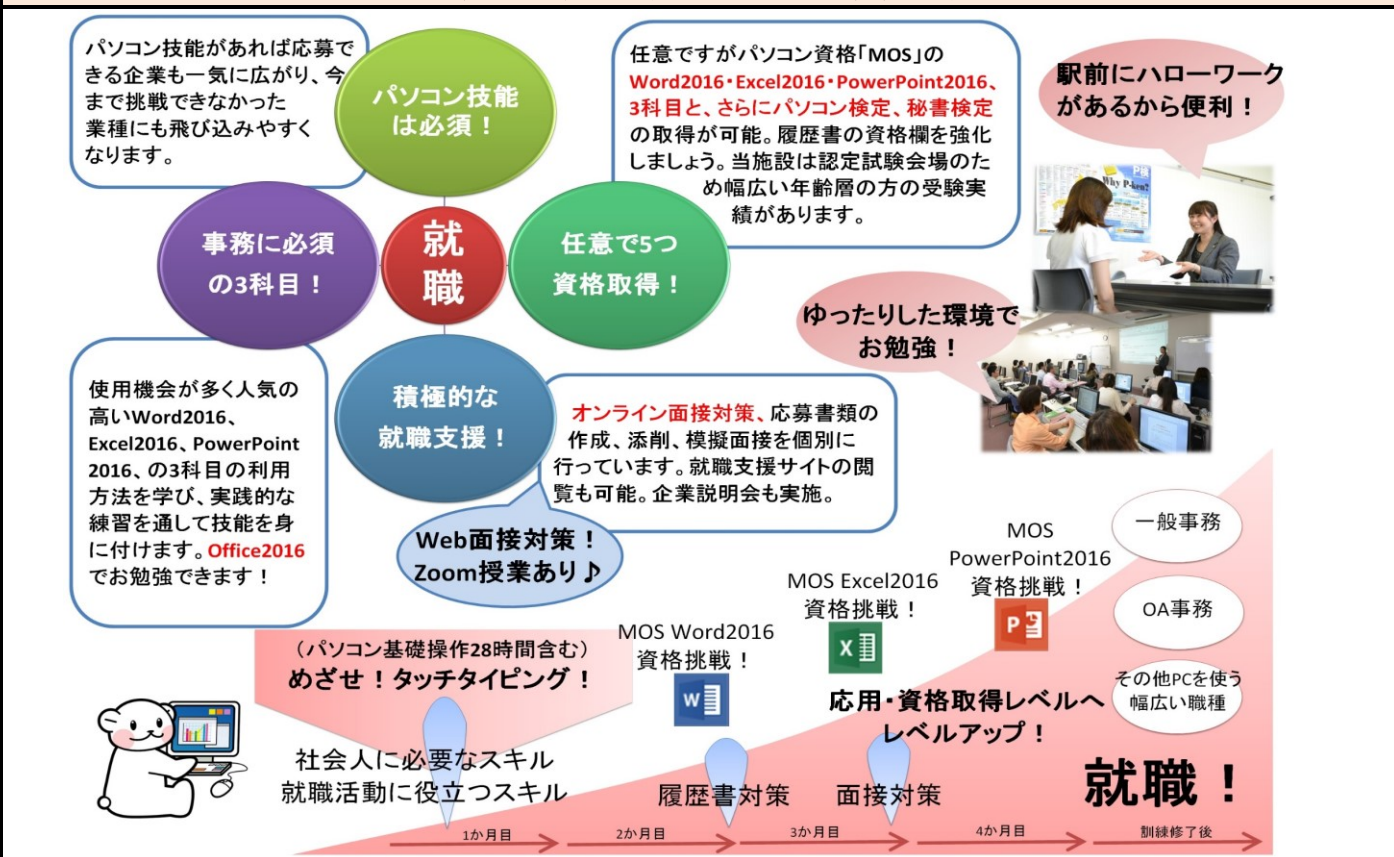 パソコン技能があれば応募で
きる企業も一気に広がり、今
まで挑戦できなかった
業種にも飛び込みやすく
なります。
パソコン技能
は必須！
任意ですがパソコン資格「MOS」の
Word2016・Excel2016・PowerPoint2016、
3科目と、さらにパソコン検定、秘書検定
の取得が可能。履歴書の資格欄を強化
しましょう。当施設は認定試験会場のた
め幅広い年齢層の方の受験実
績があります。
駅前にハローワーク
があるから便利！
P検
Why P-ken?
事務に必須
の3科目！
就
職
任意で5つ
資格取得！
ゆったりした環境で
お勉強！
使用機会が多く人気の
高いWord2016、
Excel2016、PowerPoint
2016、の3科目の利用
方法を学び、実践的な
練習を通して技能を身
に付けます。Office2016
でお勉強できます！
積極的な
就職支援！
オンライン面接対策、応募書類の
作成、添削、模擬面接を個別に
行っています。就職支援サイトの閲
覧も可能。企業説明会も実施。
Web面接対策！
Zoom授業あり♪
（パソコン基礎操作28時間含む）
めざせ！タッチタイピング！
社会人に必要なスキル
就職活動に役立つスキル
MOS Word2016
資格挑戦！
W
MOS Excel2016
資格挑戦！
X
MOS
PowerPoint2016
資格挑戦！
P
応用・資格取得レベルへ
レベルアップ！
履歴書対策
面接対策
一般事務
OA事務
その他PCを使う
幅広い職種
就職！
1か月目
2か月目
3か月目
4か月目
訓練修了後